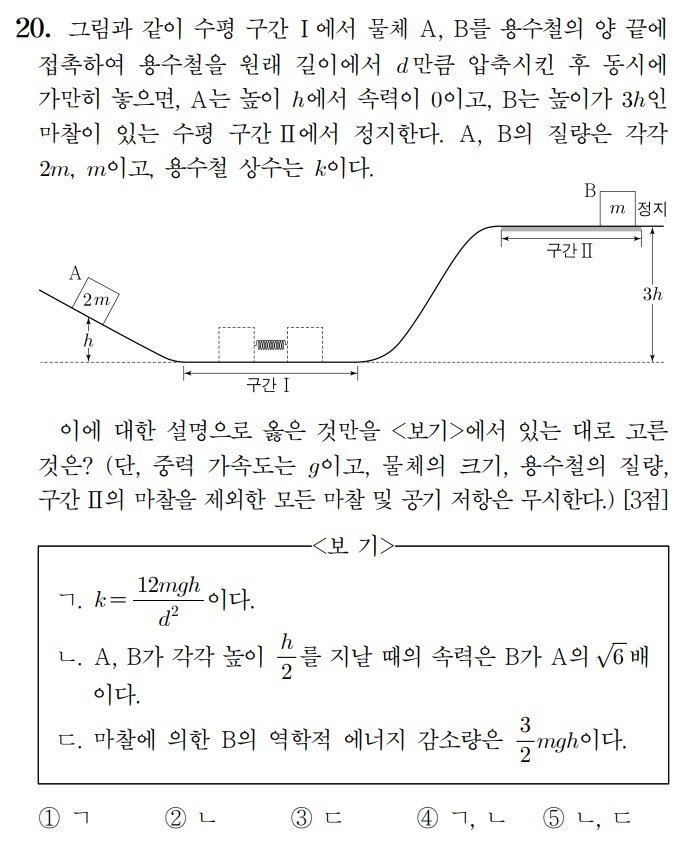 20. 그림과 같이 수평 구간 Ⅰ에서 물체 A, B를 용수철의 양 끝에
접촉하여 용수철을 원래 길이에서 d만큼 압축시킨 후 동시에
가만히 놓으면, A는 높이 h에서 속력이 0이고, B는 높이가 3h인
마찰이 있는 수평 구간 Ⅱ에서 정지한다. A, B의 질량은 각각
2m, m이고, 용수철 상수는 k이다.
B
m 정지
구간 Ⅱ
A
2m
3h
h
구간 Ⅰ
이에 대한 설명으로 옳은 것만을 <보기>에서 있는 대로 고른
것은? (단, 중력 가속도는 g이고, 물체의 크기, 용수철의 질량,
구간 Ⅱ의 마찰을 제외한 모든 마찰 및 공기 저항은 무시한다.) [3점]
<보 기>
ㄱ. k = 12mgh/d² 이다.
ㄴ. A, B가 각각 높이 h/2를 지날 때의 속력은 B가 A의 √6배
이다.
ㄷ. 마찰에 의한 B의 역학적 에너지 감소량은 3/2 mgh이다.
① ㄱ ② ㄴ ③ ㄷ ④ ㄱ, ㄴ ⑤ ㄴ, ㄷ